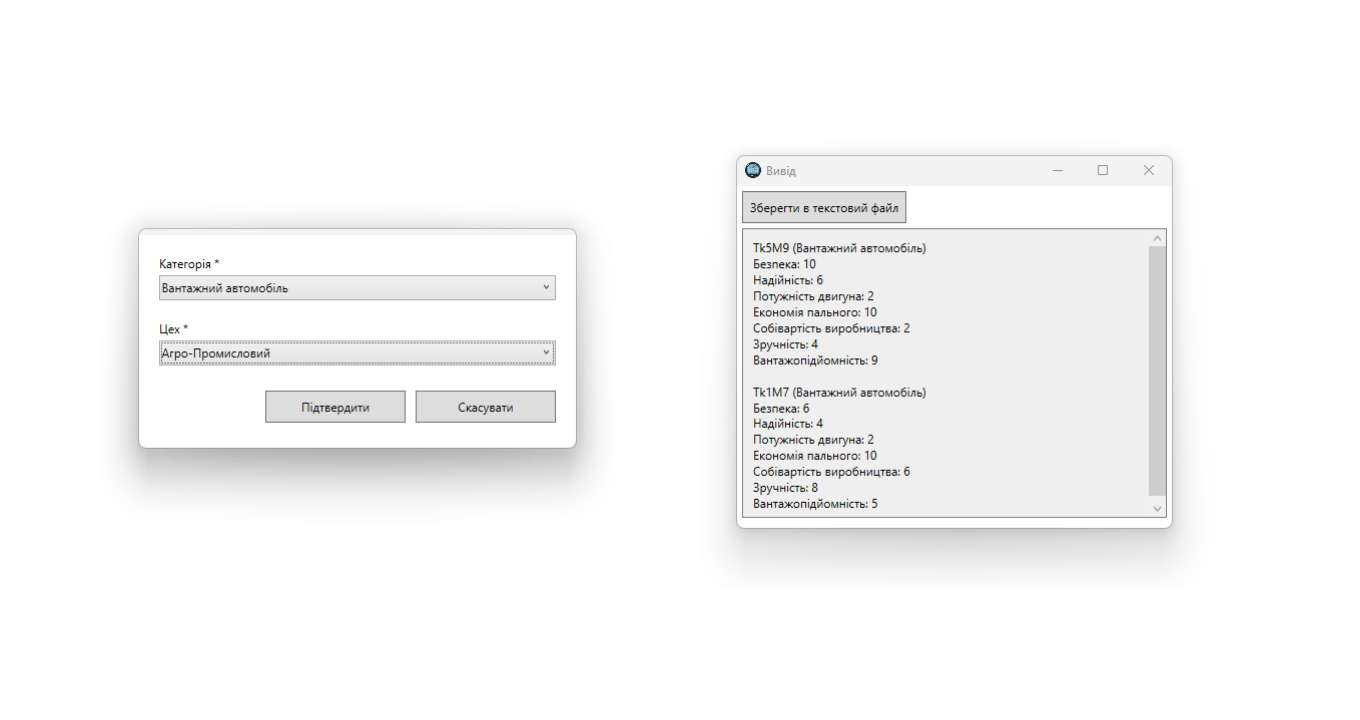 Категорія *
Вантажний автомобіль
Цех *
Агро-Промисловий
Підтвердити
Скасувати
Вивід
Зберегти в текстовий файл
Tk5M9 (Вантажний автомобіль)
Безпека: 10
Надійність: 6
Потужність двигуна: 2
Економія пального: 10
Собівартість виробництва: 2
Зручність: 4
Вантажопідйомність: 9
Tk1M7 (Вантажний автомобіль)
Безпека: 6
Надійність: 4
Потужність двигуна: 2
Економія пального: 10
Собівартість виробництва: 6
Зручність: 8
Вантажопідйомність: 5